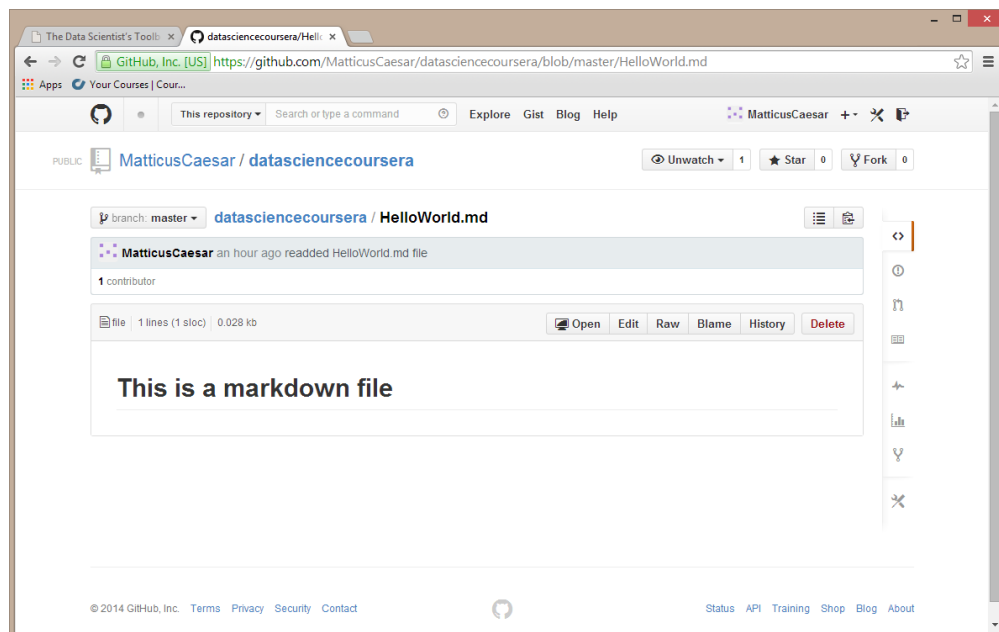 The Data Scientist's Toolb
datasciencecoursera/Hello
GitHub, Inc. [US] https://github.com/MatticusCaesar/datasciencecoursera/blob/master/HelloWorld.md
Apps Your Courses | Cour...
This repository Search or type a command Explore Gist Blog Help MatticusCaesar
PUBLIC MatticusCaesar / datasciencecoursera Unwatch 1 Star 0 Fork 0
branch: master datasciencecoursera / HelloWorld.md
MatticusCaesar an hour ago readded HelloWorld.md file
1 contributor
file 1 lines (1 sloc) 0.028 kb Open Edit Raw Blame History Delete
This is a markdown file
© 2014 GitHub, Inc. Terms Privacy Security Contact Status API Training Shop Blog About